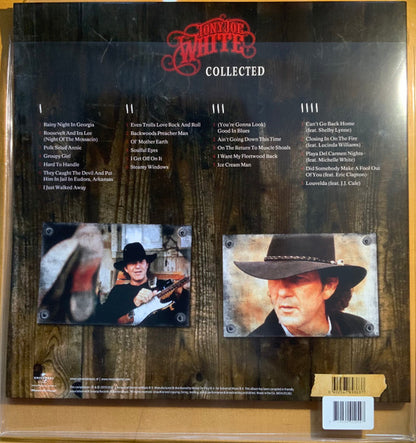 TONY JOE
WHITE
COLLECTED
Rainy Night In Georgia
Roosevelt And Ira Lee
(Night Of The Mossacin)
Polk Salad Annie
Groupy Girl
Hard To Handle
They Caught The Devil And Put
Him In Jail In Eudora, Arkansas
I Just Walked Away
Even Trolls Love Rock And Roll
Backwoods Preacher Man
Ol' Mother Earth
Soulful Eyes
I Get Off On It
Steamy Windows
(You're Gonna Look)
Good In Blues
Ain't Going Down This Time
On The Return To Muscle Shoals
I Want My Fleetwood Back
Ice Cream Man
Can't Go Back Home
(feat. Shelby Lynne)
Closing In On The Fire
(feat. Lucinda Williams)
Playa Del Carmen Nights
(feat. Michelle White)
Did Somebody Make A Fool Out
Of You (feat. Eric Clapton)
Louvelda (feat. J.J. Cale)